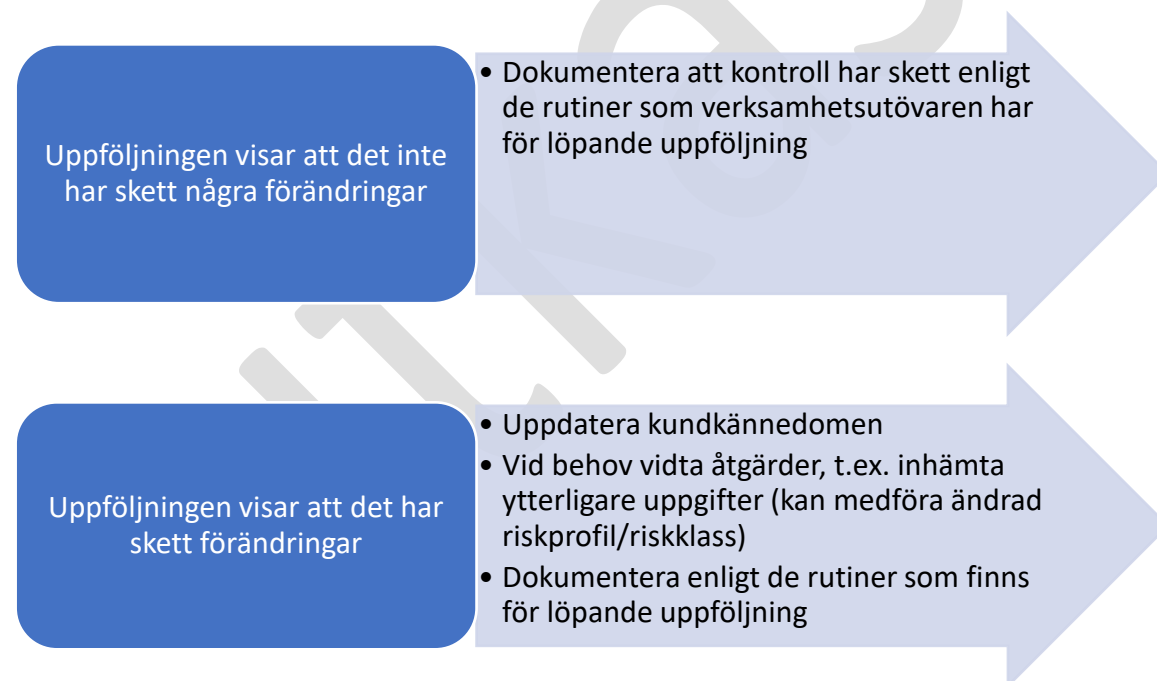 Uppföljningen visar att det inte
har skett några förändringar
• Dokumentera att kontroll har skett enligt
de rutiner som verksamhetsutövaren har
för löpande uppföljning
Uppföljningen visar att det har
skett förändringar
• Uppdatera kundkännedomen
• Vid behov vidta åtgärder, t.ex. inhämta
ytterligare uppgifter (kan medföra ändrad
riskprofil/riskklass)
• Dokumentera enligt de rutiner som finns
för löpande uppföljning